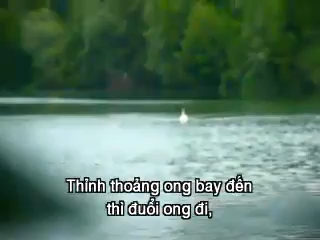 Thỉnh thoảng ong bay đến
thì đuổi ong đi,